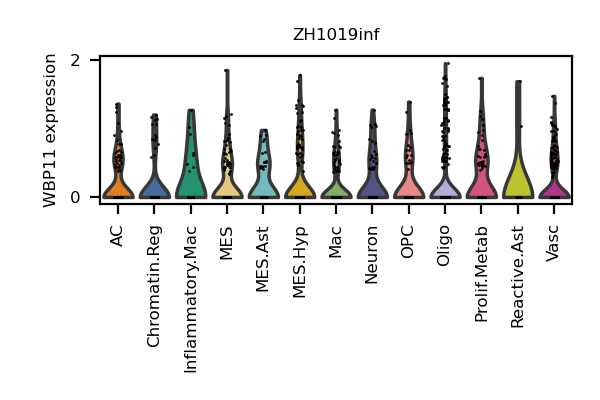 ZH1019inf
WBP11 expression
2
0
AC
Chromatin.Reg
Inflammatory.Mac
MES
MES.Ast
MES.Hyp
Mac
Neuron
OPC
Oligo
Prolif.Metab
Reactive.Ast
Vasc